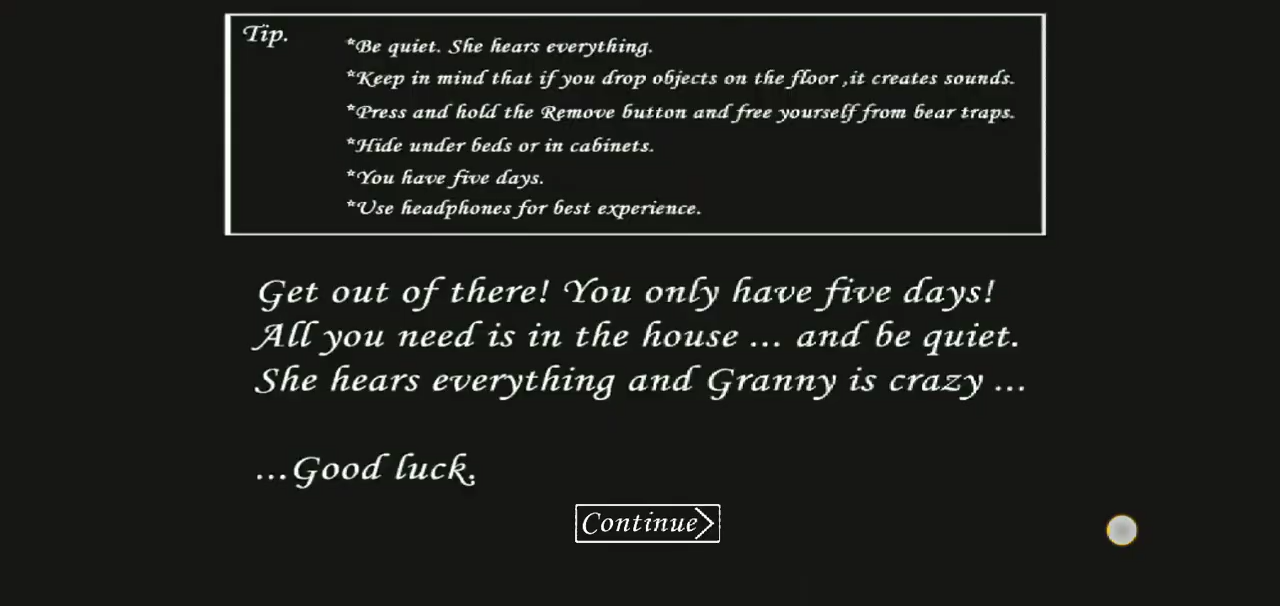 Tip.
*Be quiet. She hears everything.
*Keep in mind that if you drop objects on the floor ,it creates sounds.
*Press and hold the Remove button and free yourself from bear traps.
*Hide under beds or in cabinets.
*You have five days.
*Use headphones for best experience.
Get out of there! You only have five days!
All you need is in the house ... and be quiet.
She hears everything and Granny is crazy ...
...Good luck.
Continue